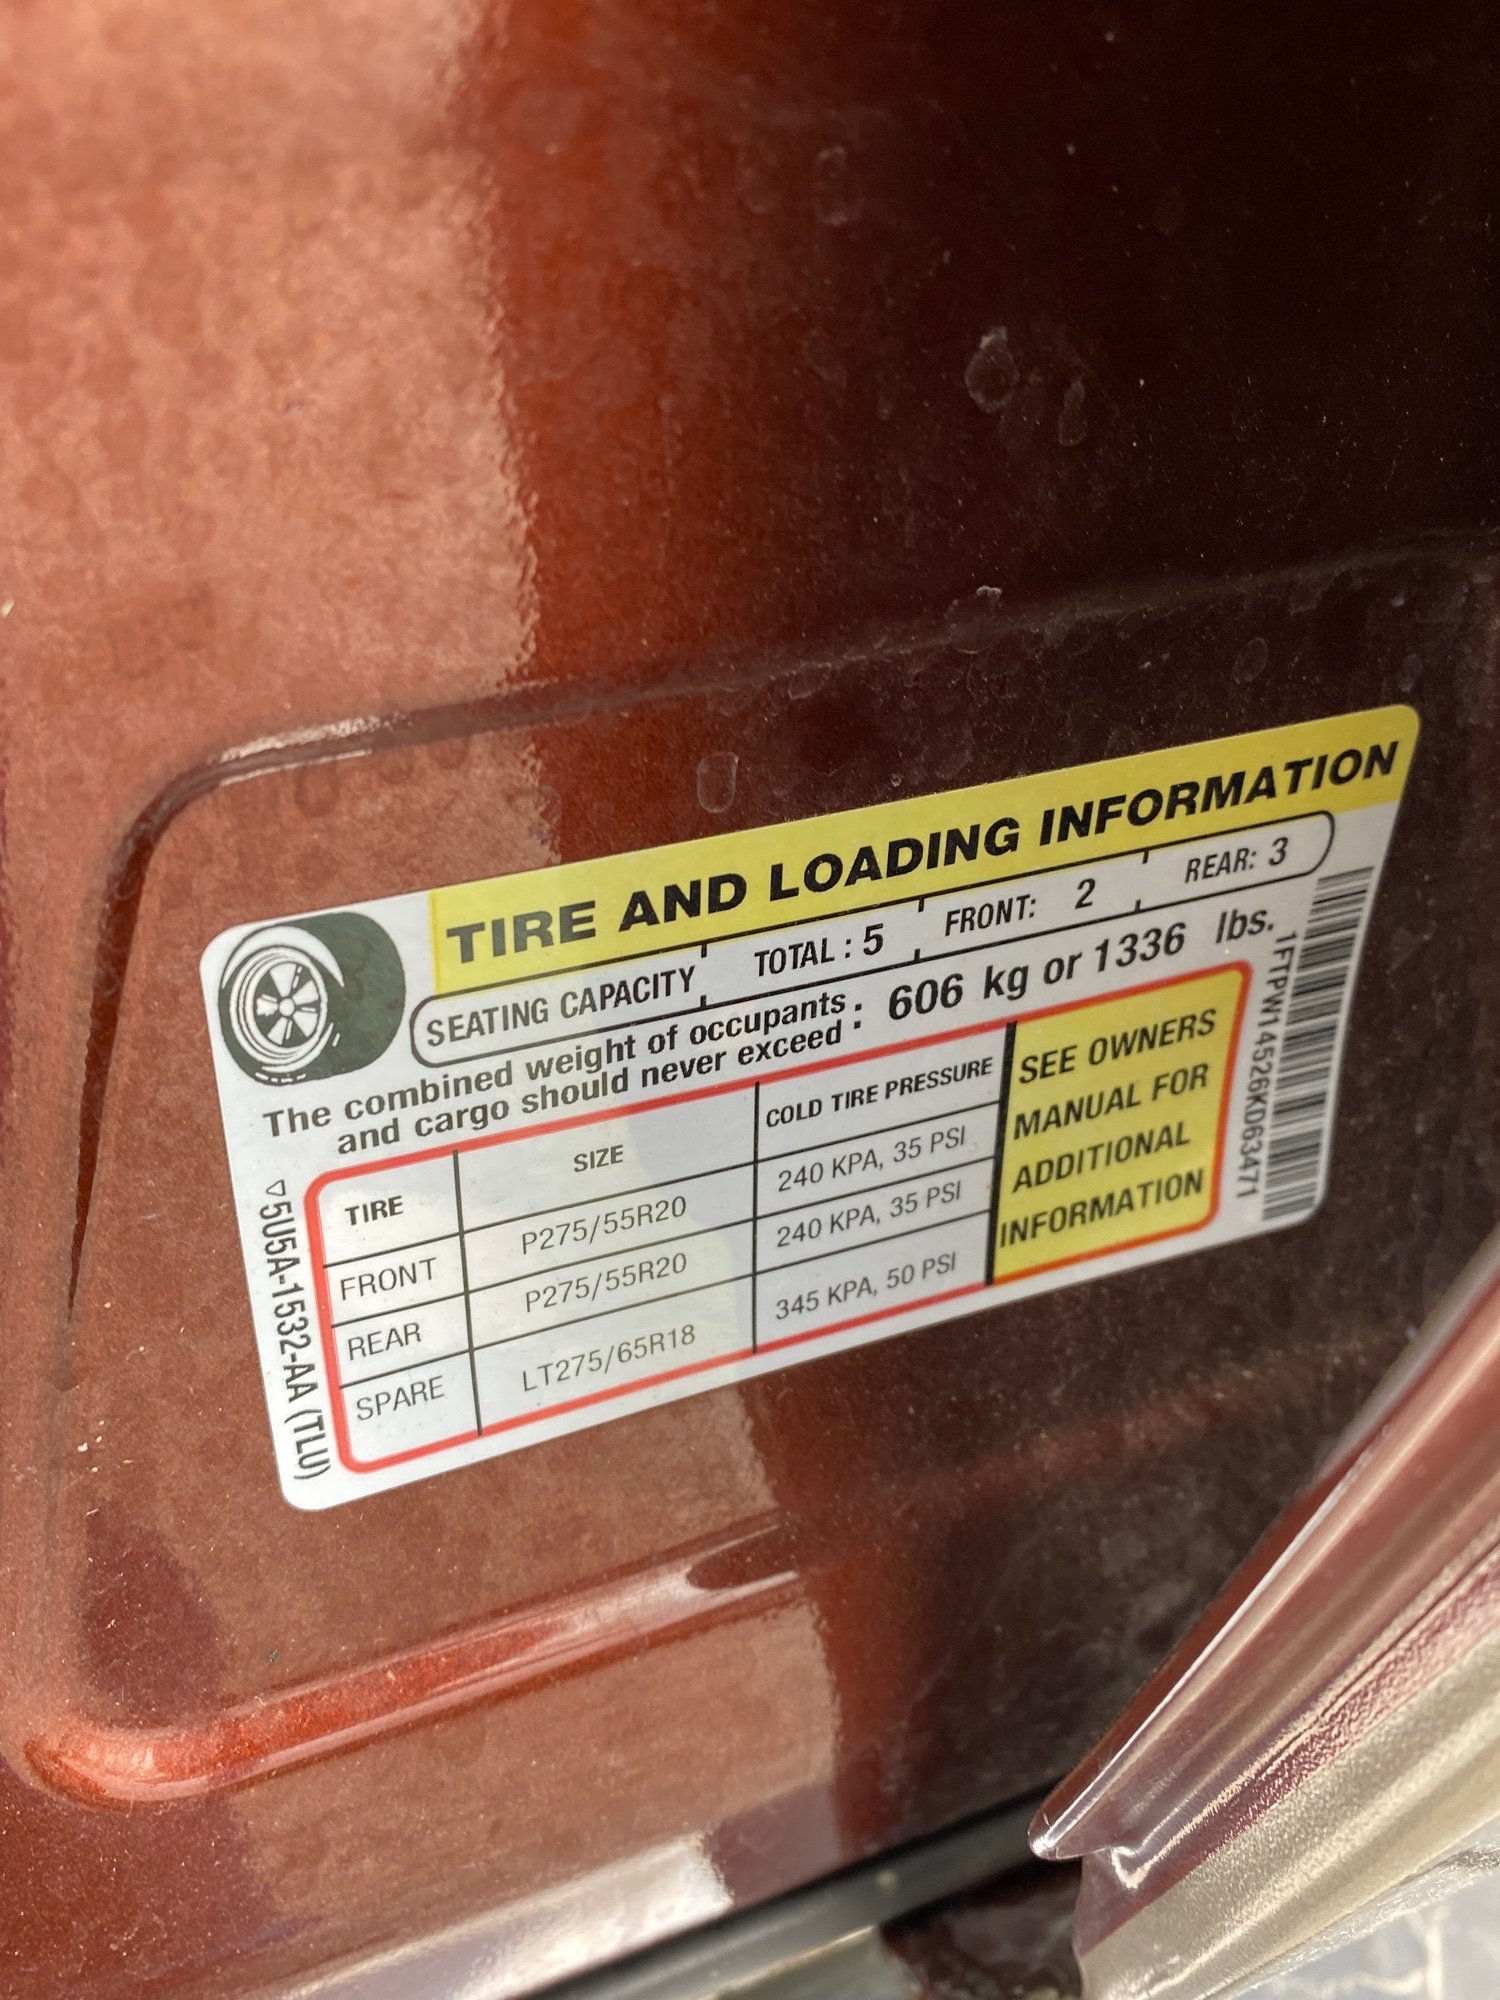 TIRE AND LOADING INFORMATION
SEATING CAPACITY TOTAL : 5 FRONT: 2 REAR: 3
The combined weight of occupants
and cargo should never exceed : 606 kg or 1336 lbs.
TIRE SIZE COLD TIRE PRESSURE
FRONT P275/55R20 240 KPA, 35 PSI
REAR P275/55R20 240 KPA, 35 PSI
SPARE LT275/65R18 345 KPA, 50 PSI
SEE OWNERS
MANUAL FOR
ADDITIONAL
INFORMATION
5U5A-1532-AA (TLU)
1FTPW14526KD63471